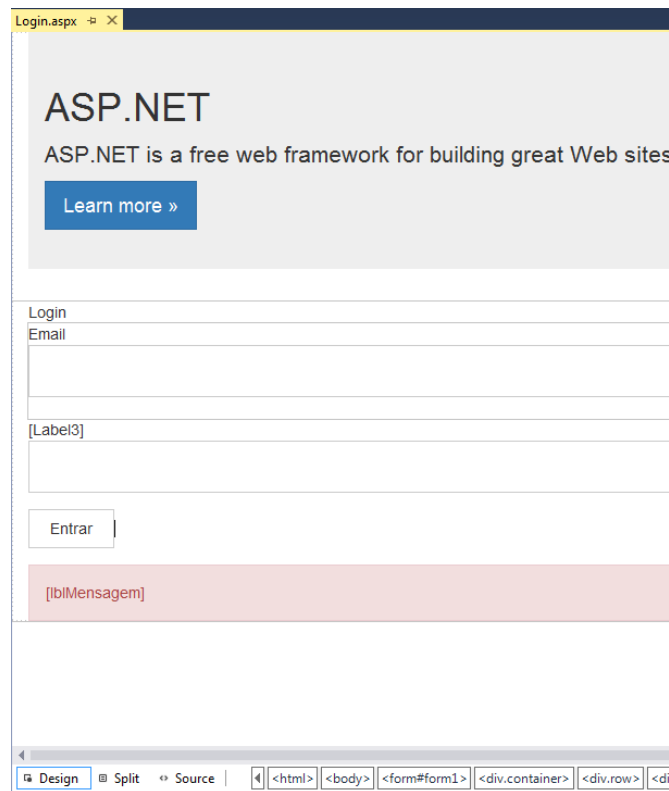 Login.aspx
ASP.NET
ASP.NET is a free web framework for building great Web sites
Learn more »
Login
Email
[Label3]
Entrar
[lblMensagem]
Design Split Source <html> <body> <form#form1> <div.container> <div.row> <di